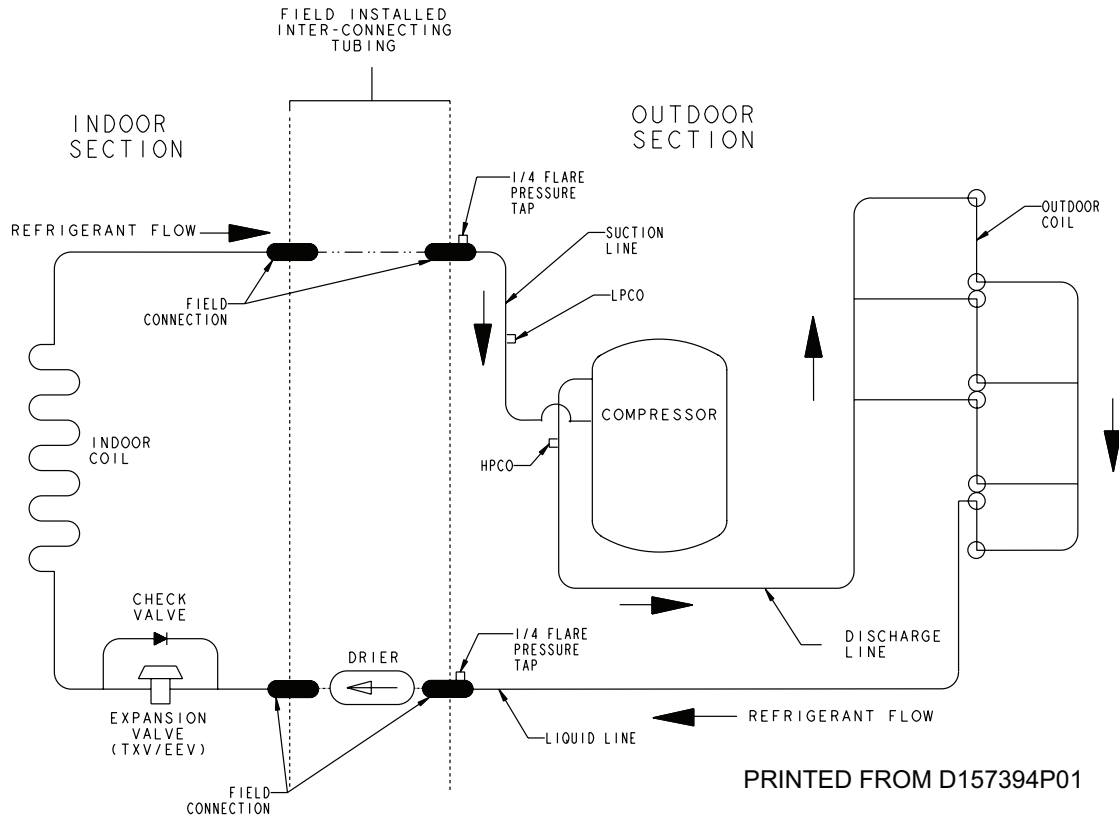 FIELD INSTALLED
INTER-CONNECTING
TUBING
INDOOR
SECTION
OUTDOOR
SECTION
1/4 FLARE
PRESSURE
TAP
OUTDOOR
COIL
REFRIGERANT FLOW
SUCTION
LINE
FIELD
CONNECTION
LPCO
COMPRESSOR
INDOOR
COIL
HPCO
CHECK
VALVE
1/4 FLARE
PRESSURE
TAP
DISCHARGE
LINE
DRIER
EXPANSION
VALVE
(TXV/EEV)
REFRIGERANT FLOW
LIQUID LINE
FIELD
CONNECTION
PRINTED FROM D157394P01